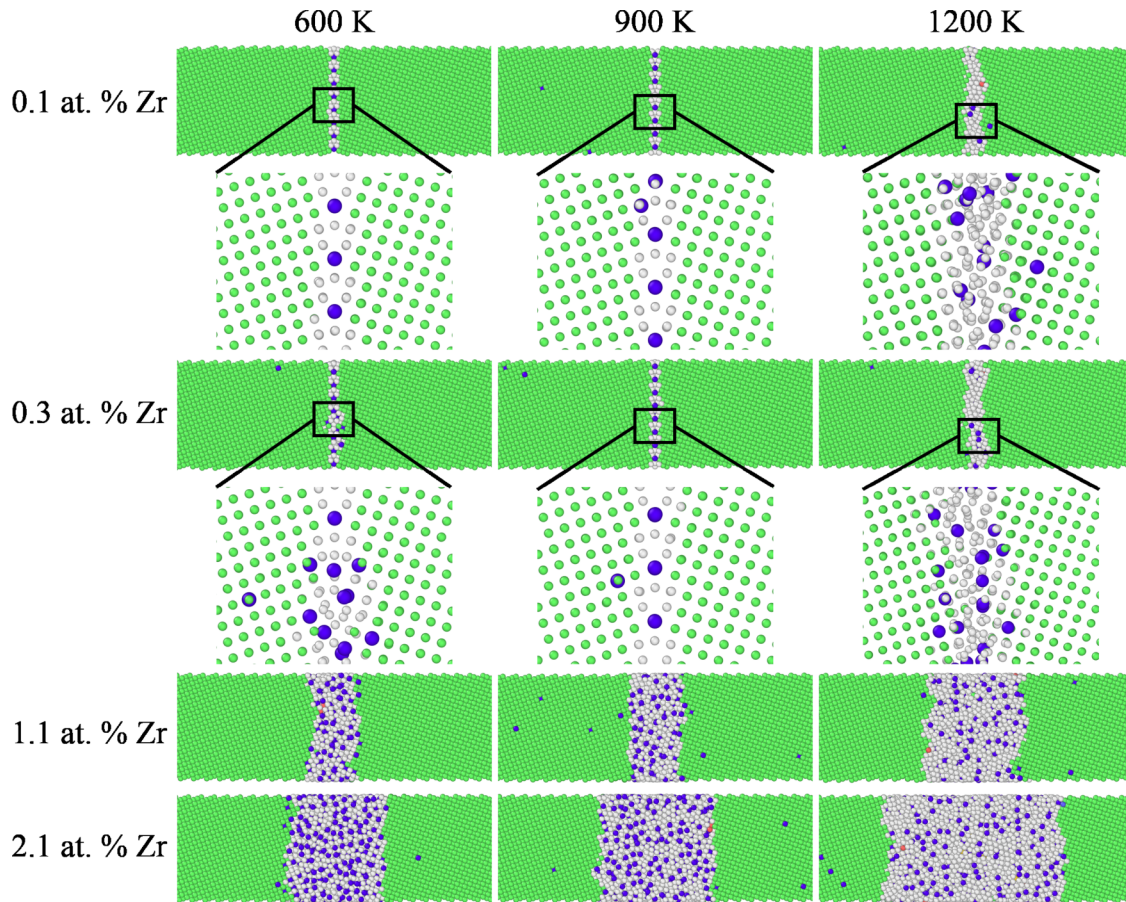 600 K 900 K 1200 K
0.1 at. % Zr
0.3 at. % Zr
1.1 at. % Zr
2.1 at. % Zr